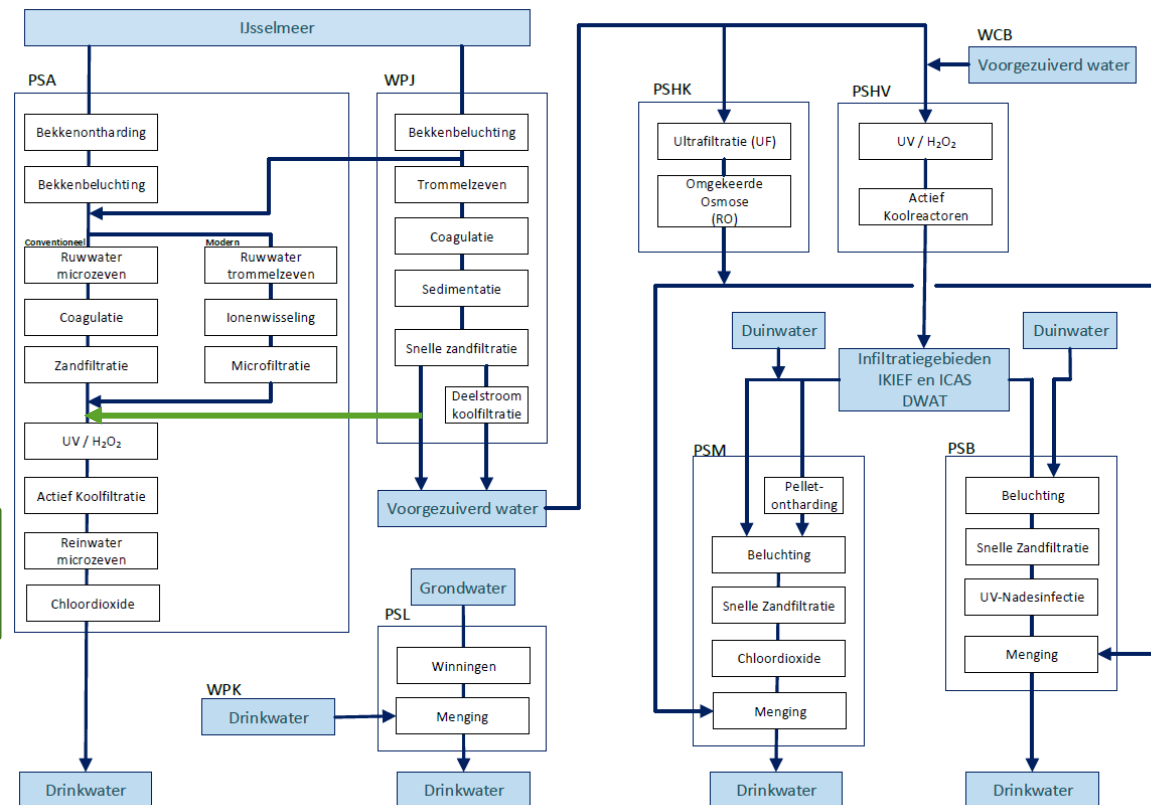 IJsselmeer
PSA
Bekkenontharding
Bekkenbeluchting
Conventioneel
Ruwwater
microzeven
Coagulatie
Zandfiltratie
Modern
Ruwwater
trommelzeven
Ionenwisseling
Microfiltratie
UV / H₂O₂
Actief Koolfiltratie
Reinwater
microzeven
Chloordioxide
Drinkwater
WPJ
Bekkenbeluchting
Trommelzeven
Coagulatie
Sedimentatie
Snelle zandfiltratie
Deelstroom
koolfiltratie
Voorgezuiverd water
Grondwater
PSL
Winningen
Menging
WPK
Drinkwater
Drinkwater
WCB
Voorgezuiverd water
PSHK
Ultrafiltratie (UF)
Omgekeerde
Osmose
(RO)
PSHV
UV / H₂O₂
Actief
Koolreactoren
Duinwater
Infiltratiegebieden
IKIEF en ICAS
DWAT
Duinwater
PSM
Pellet-
ontharding
Beluchting
Snelle Zandfiltratie
Chloordioxide
Menging
Drinkwater
PSB
Beluchting
Snelle Zandfiltratie
UV-Nadesinfectie
Menging
Drinkwater